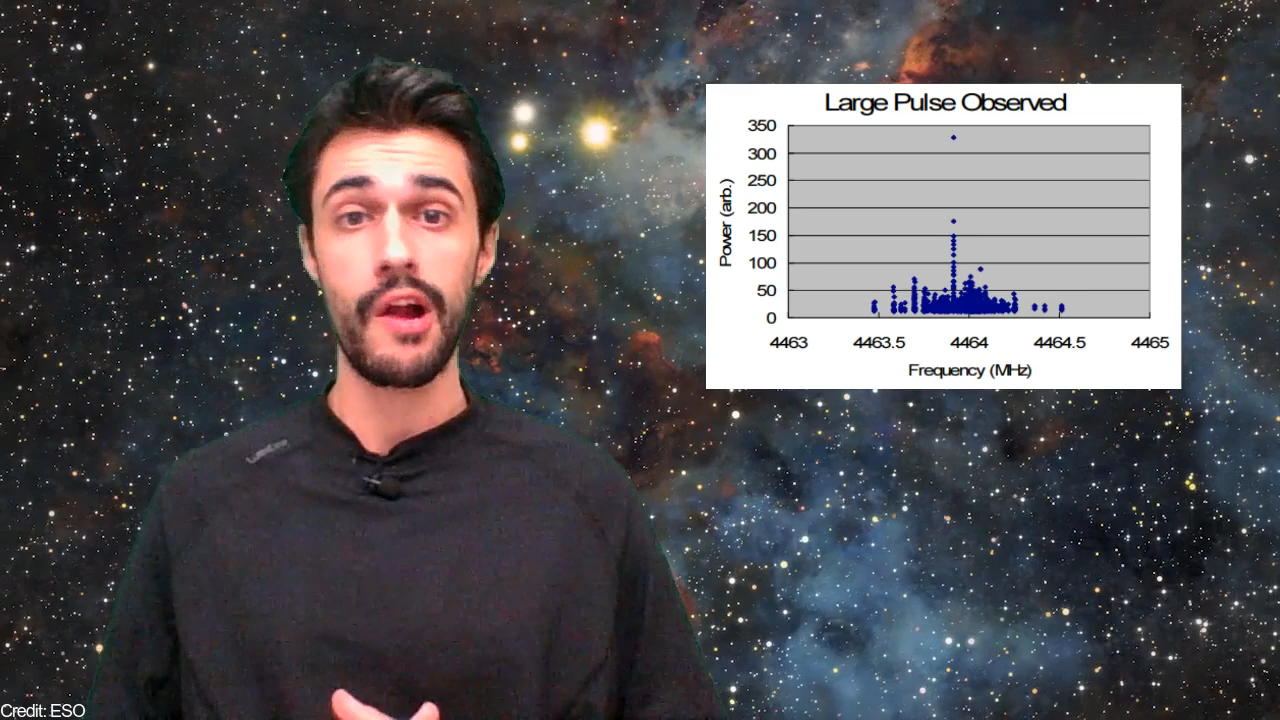 Large Pulse Observed
350
300
250
200
150
100
50
0
Power (arb.)
4463 4463.5 4464 4464.5 4465
Frequency (MHz)
Credit: ESO